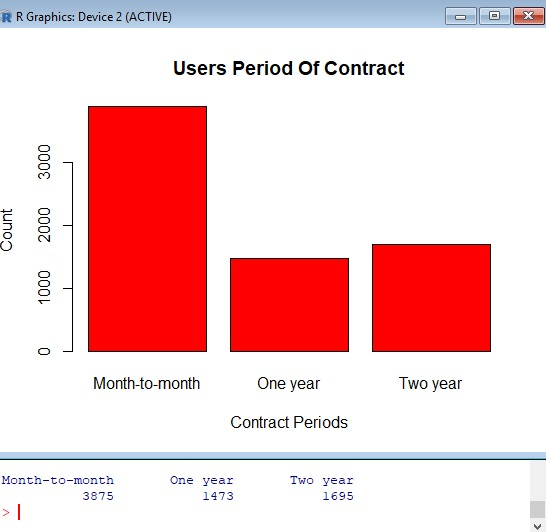 R Graphics: Device 2 (ACTIVE)
Users Period Of Contract
Count
3000
2000
1000
0
Month-to-month One year Two year
Contract Periods
Month-to-month One year Two year
3875 1473 1695
>